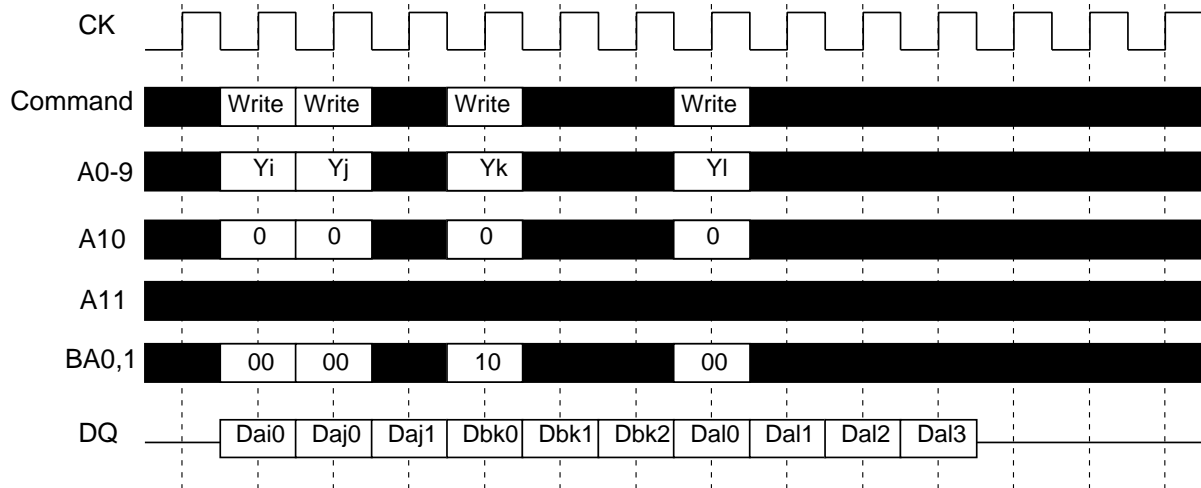 CK
Command Write Write Write Write
A0-9 Yi Yj Yk Yl
A10 0 0 0 0
A11
BA0,1 00 00 10 00
DQ Dai0 Daj0 Daj1 Dbk0 Dbk1 Dbk2 Dal0 Dal1 Dal2 Dal3